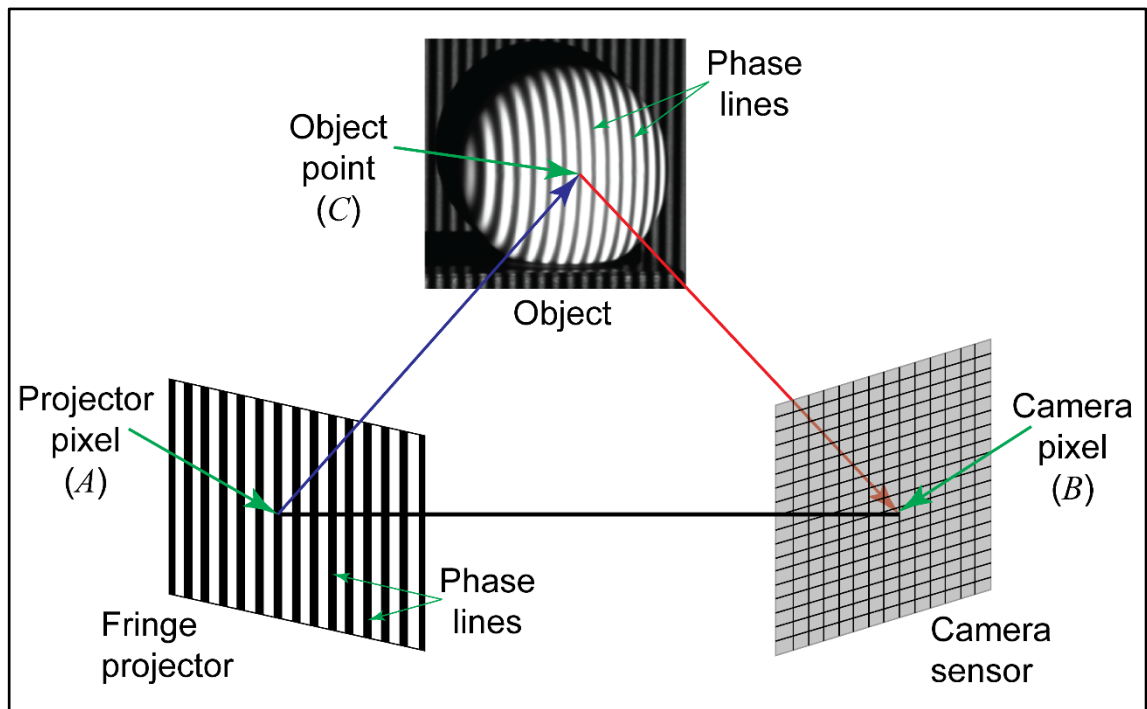 Phase
lines
Object
point
(C)
Object
Projector
pixel
(A)
Camera
pixel
(B)
Phase
lines
Fringe
projector
Camera
sensor